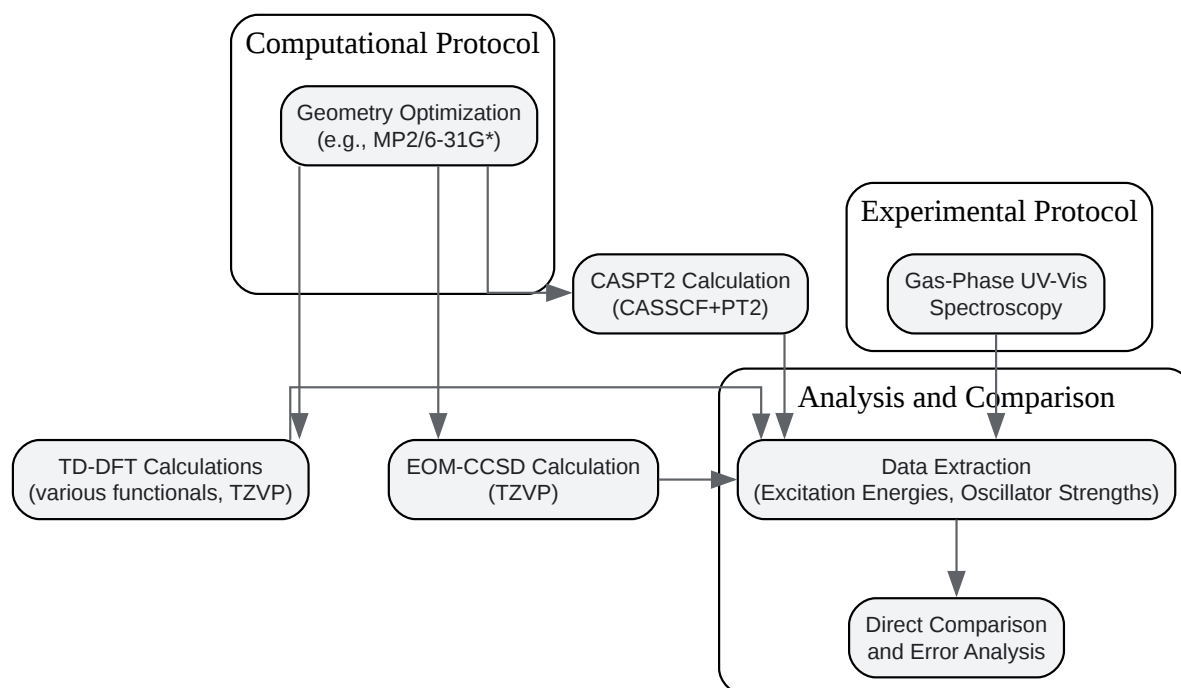 Computational Protocol
Geometry Optimization
(e.g., MP2/6-31G*)
Experimental Protocol
CASPT2 Calculation
(CASSCF+PT2)
Gas-Phase UV-Vis
Spectroscopy
Analysis and Comparison
TD-DFT Calculations
(various functionals, TZVP)
EOM-CCSD Calculation
(TZVP)
Data Extraction
(Excitation Energies, Oscillator Strengths)
Direct Comparison
and Error Analysis